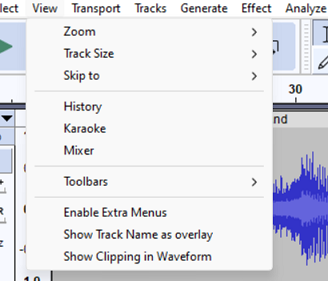 lect View Transport Tracks Generate Effect Analyze
Zoom
Track Size
Skip to
30
History
nd
Karaoke
Mixer
Toolbars
Enable Extra Menus
Show Track Name as overlay
Show Clipping in Waveform
1.0